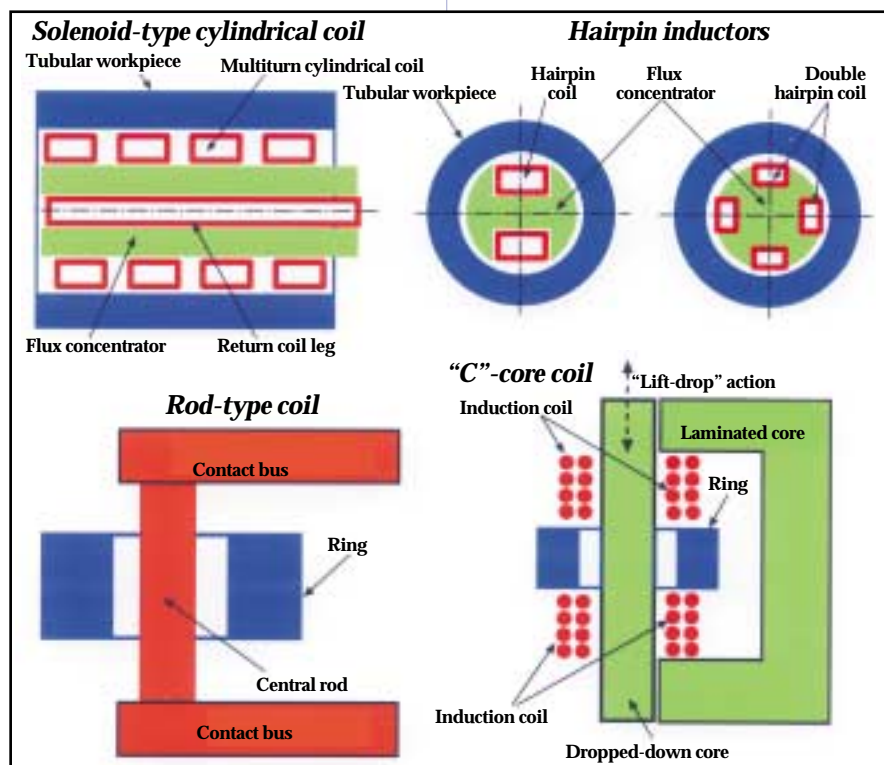 Solenoid-type cylindrical coil
Tubular workpiece
Multiturn cylindrical coil
Flux concentrator
Return coil leg
Hairpin inductors
Tubular workpiece
Hairpin
coil
Flux
concentrator
Double
hairpin coil
Rod-type coil
Contact bus
Ring
Central rod
Contact bus
“C”-core coil
“Lift-drop” action
Induction coil
Laminated core
Ring
Induction coil
Dropped-down core